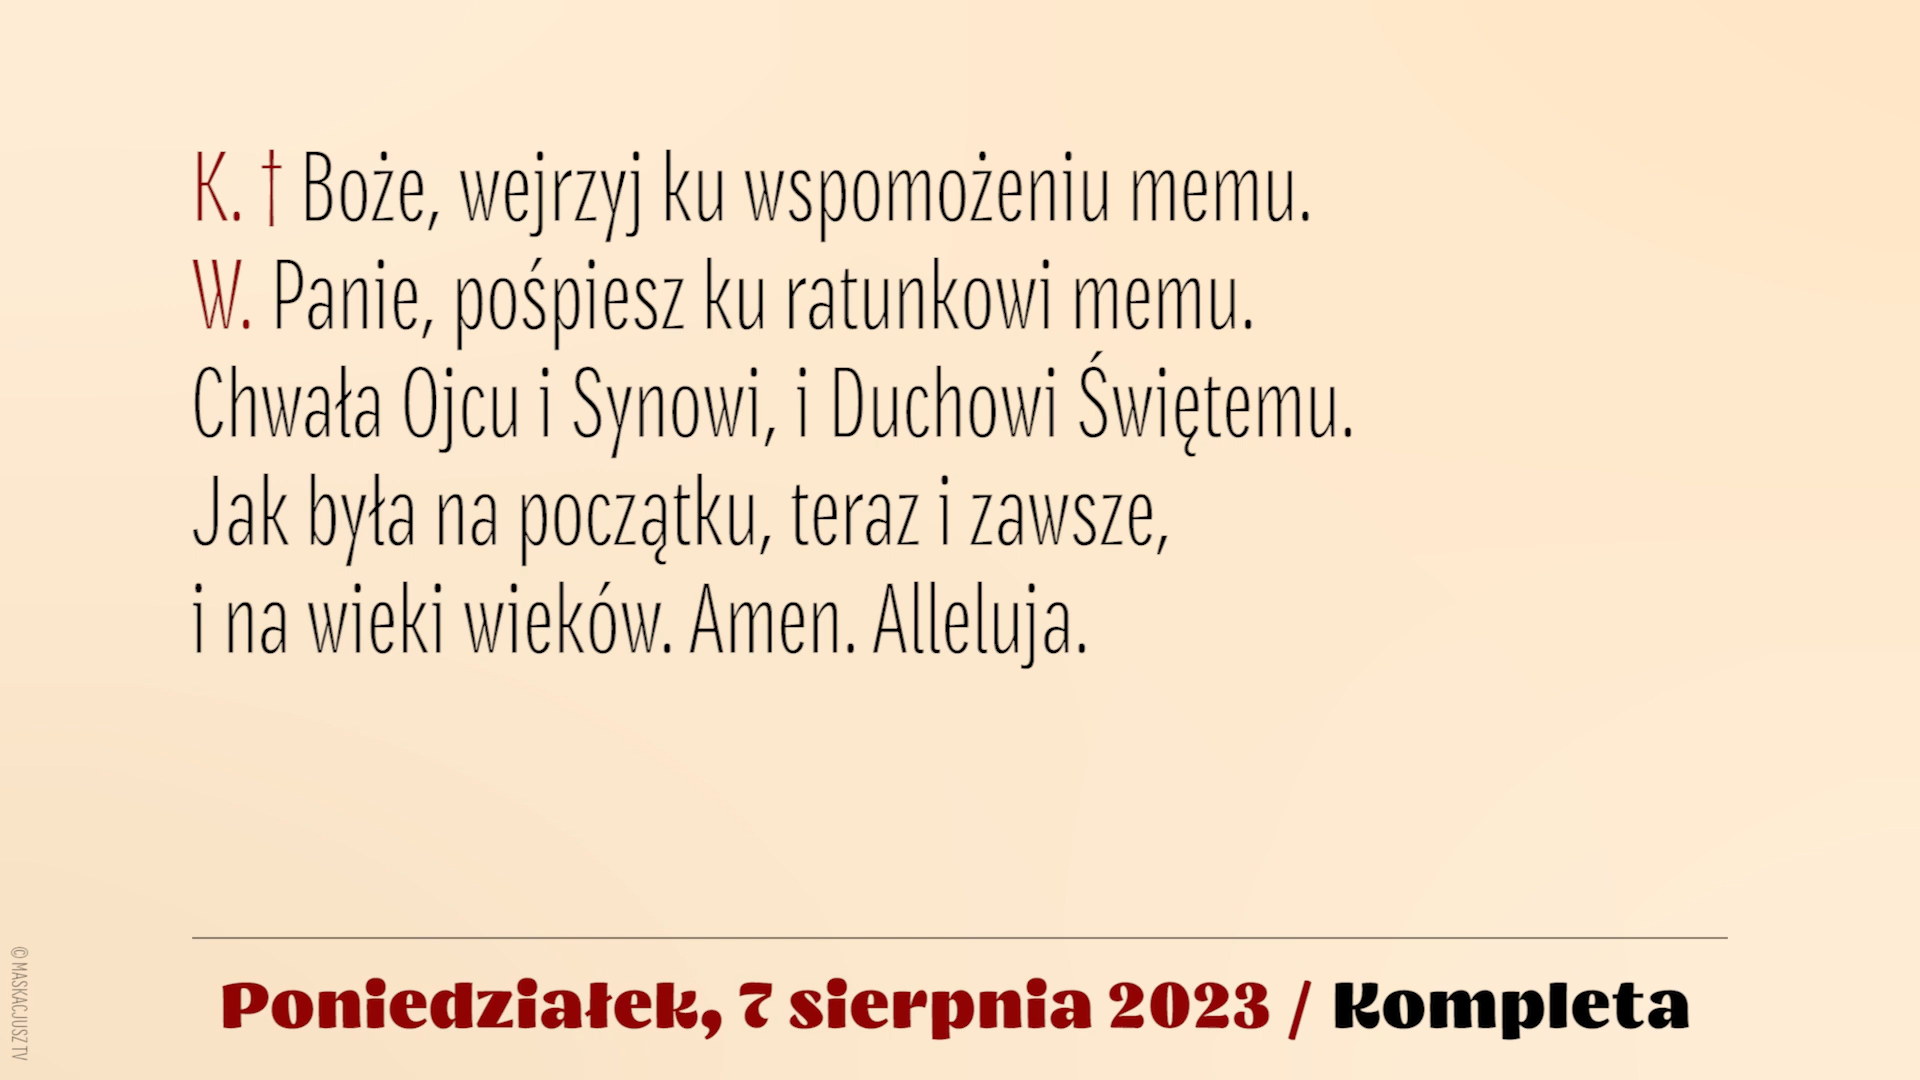 K. † Boże, wejrzyj ku wspomożeniu memu.
W. Panie, pośpiesz ku ratunkowi memu.
Chwała Ojcu i Synowi, i Duchowi Świętemu.
Jak była na początku, teraz i zawsze,
i na wieki wieków. Amen. Alleluja.
Poniedziałek, 7 sierpnia 2023 / Kompleta
© MASKACJUSZ TV